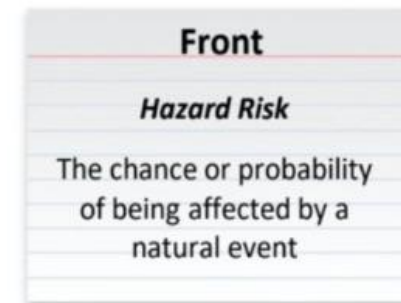 Front
Hazard Risk
The chance or probability
of being affected by a
natural event